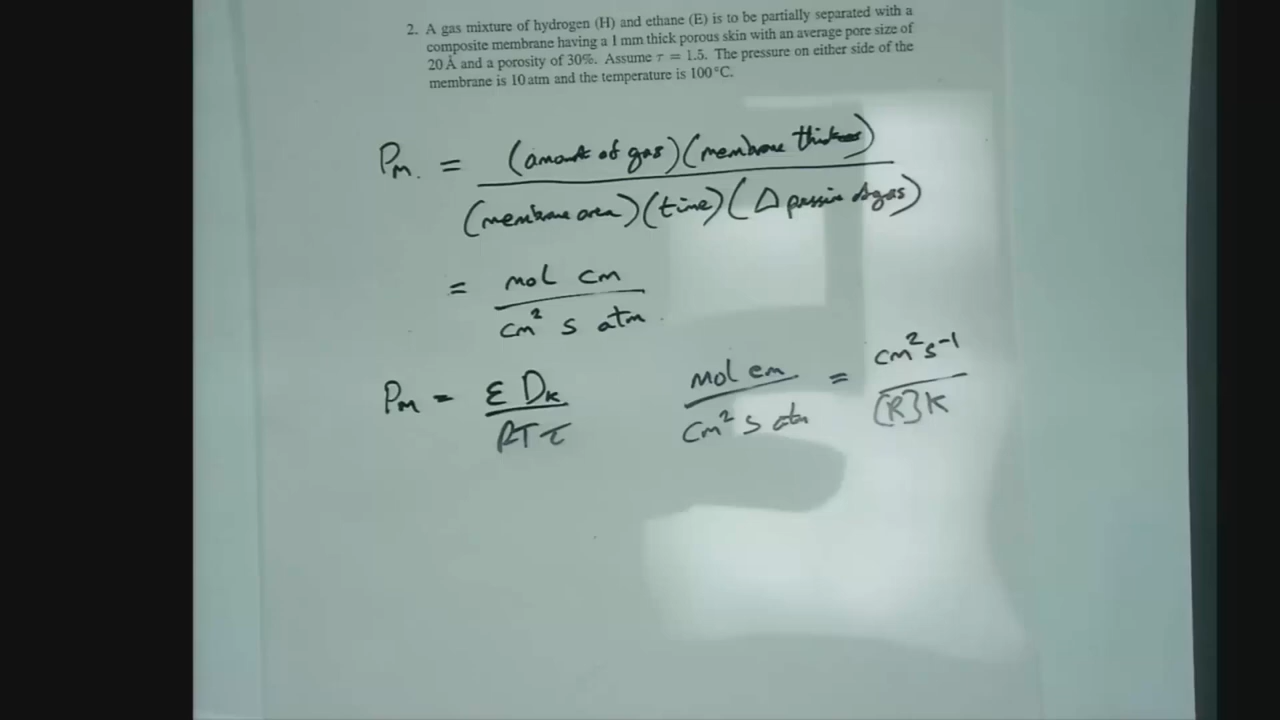 2. A gas mixture of hydrogen (H) and ethane (E) is to be partially separated with a
composite membrane having a 1 mm thick porous skin with an average pore size of
20 Å and a porosity of 30%. Assume τ = 1.5. The pressure on either side of the
membrane is 10 atm and the temperature is 100 °C.
Pm. = (amount of gas)(membrane thickness)
(membrane area)(time)(Δ pressure of gas)
= mol cm
cm² s atm
Pm = ε Dk mol cm = cm² s⁻¹
RTτ cm² s atm [R]K